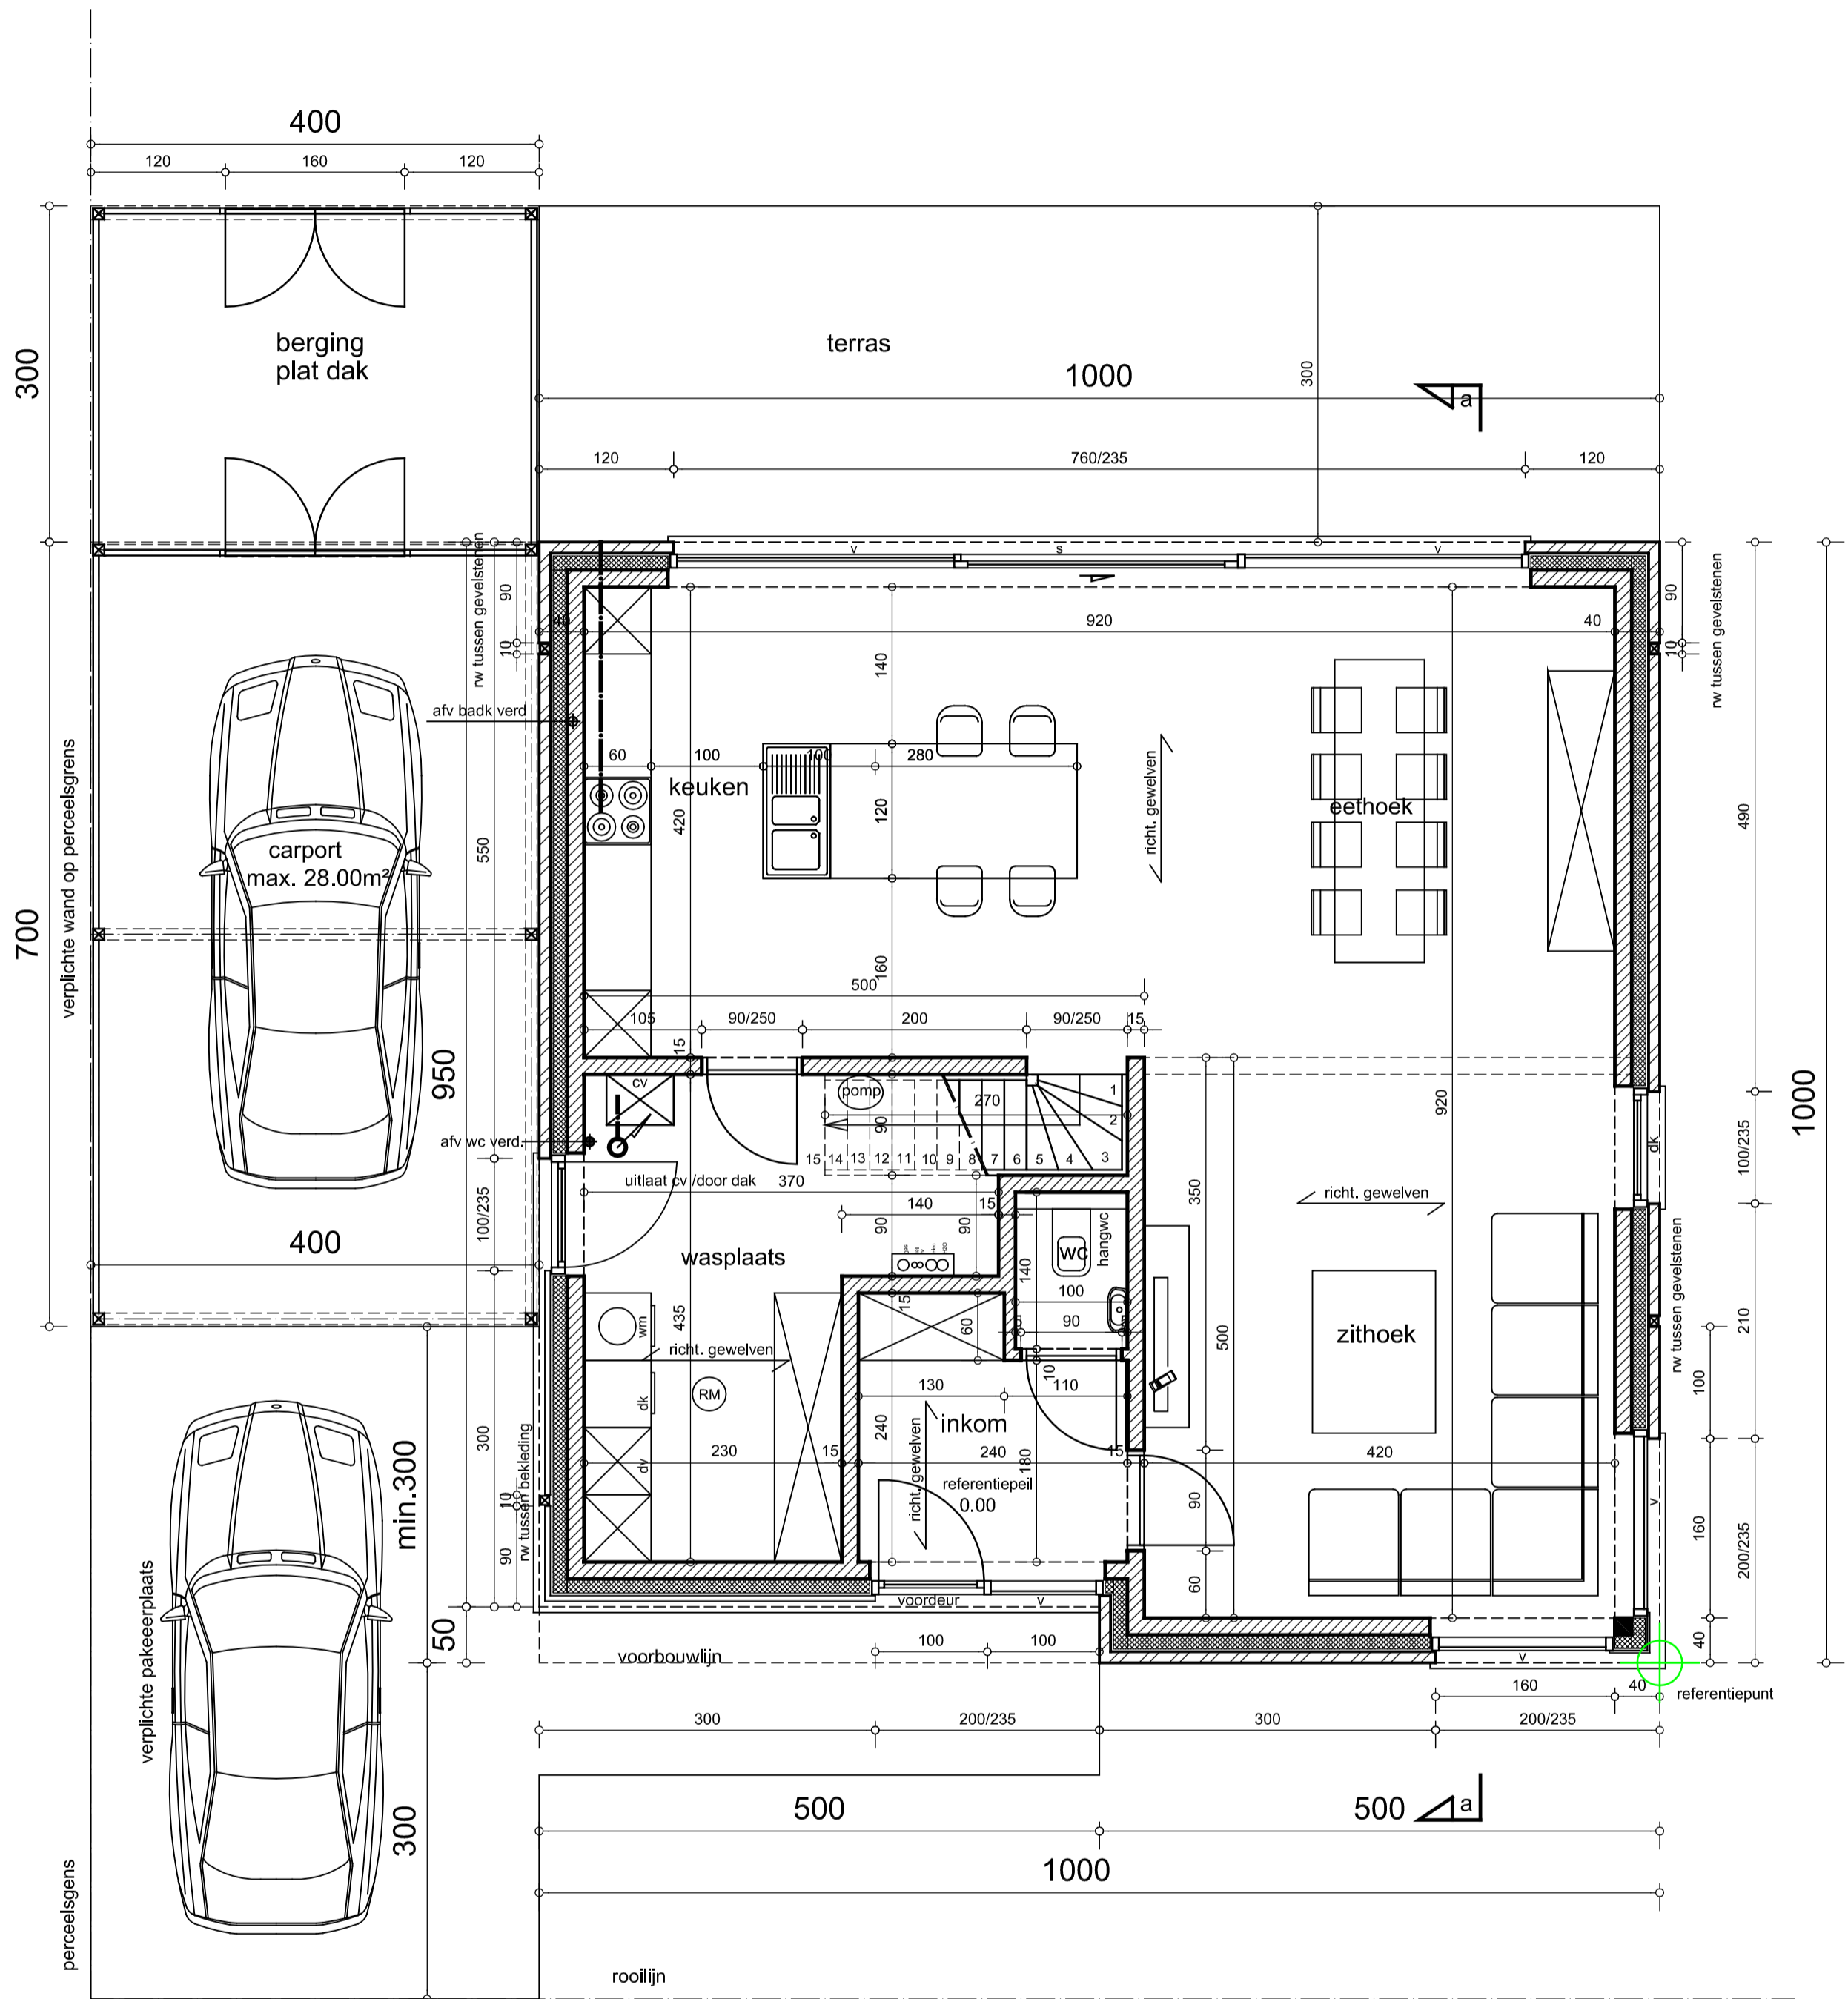 400
120
160
120
300
berging
plat dak
terras
1000
300
a
120
760/235
120
rw tussen gevelstenen
90
10
v
s
v
40
920
40
90
10
rw tussen gevelstenen
140
afv badk verd
60
100
100
280
keuken
420
120
richt. gewelven
eethoek
490
verplichte wand op perceelsgrens
700
carport
max. 28.00m²
550
950
160
500
105
90/250
200
90/250
15
15
cv
pomp
270
90
1
2
3
4
5
6
7
8
9
10
11
12
13
14
15
920
1000
dk
100/235
afv wc verd.
uitlaat cv /door dak
370
140
15
90
90
350
richt. gewelven
100/235
400
wasplaats
wc
hangwc
140
100
90
15
60
435
wm
richt. gewelven
500
zithoek
210
rw tussen gevelstenen
100
dk
RM
130
110
10
inkom
min.300
300
rw tussen bekleding
10
90
dv
230
15
240
richt. gewelven
240
180
15
420
referentiepeil
0.00
90
60
v
160
200/235
40
50
voordeur
v
verplichte pakeeerplaats
voorbouwlijn
100
100
v
160
40
referentiepunt
300
200/235
300
200/235
300
500
500
a
1000
perceelsgens
rooilijn